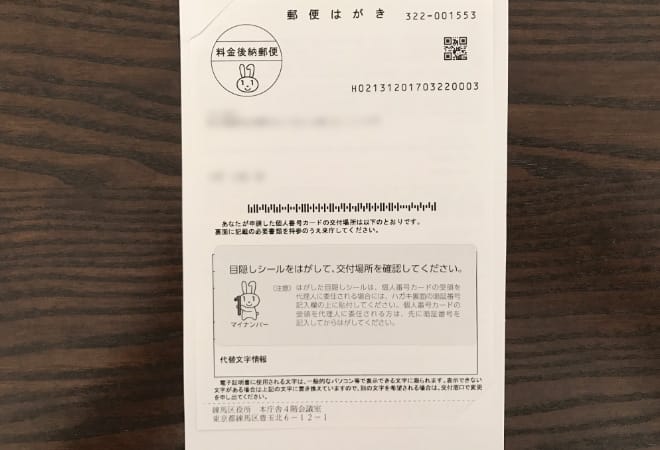 郵便はがき 322-001553
料金後納郵便
H02131201703220003
あなたが申請した個人番号カードの交付場所は以下のとおりです。
裏面に記載の必要書類を持参のうえ来庁してください。
目隠しシールをはがして、交付場所を確認してください。
(注意) はがした目隠しシールは、個人番号カードの受領を
代理人に委任される場合には、ハガキ裏面の暗証番号
記入欄の上に貼付してください。個人番号カードの
受領を代理人に委任される方は、先に暗証番号を
記入してからはがしてください。
マイナンバー
代替文字情報
電子証明書に使用される文字は、一般的なパソコン等で表示できる文字に限られます。表示できない
文字がある場合は上記の文字に置き換えていますので、別の文字を希望される場合は、交付窓口で変更
を申し出てください。
練馬区役所 本庁舎4階会議室
東京都練馬区豊玉北6-12-1